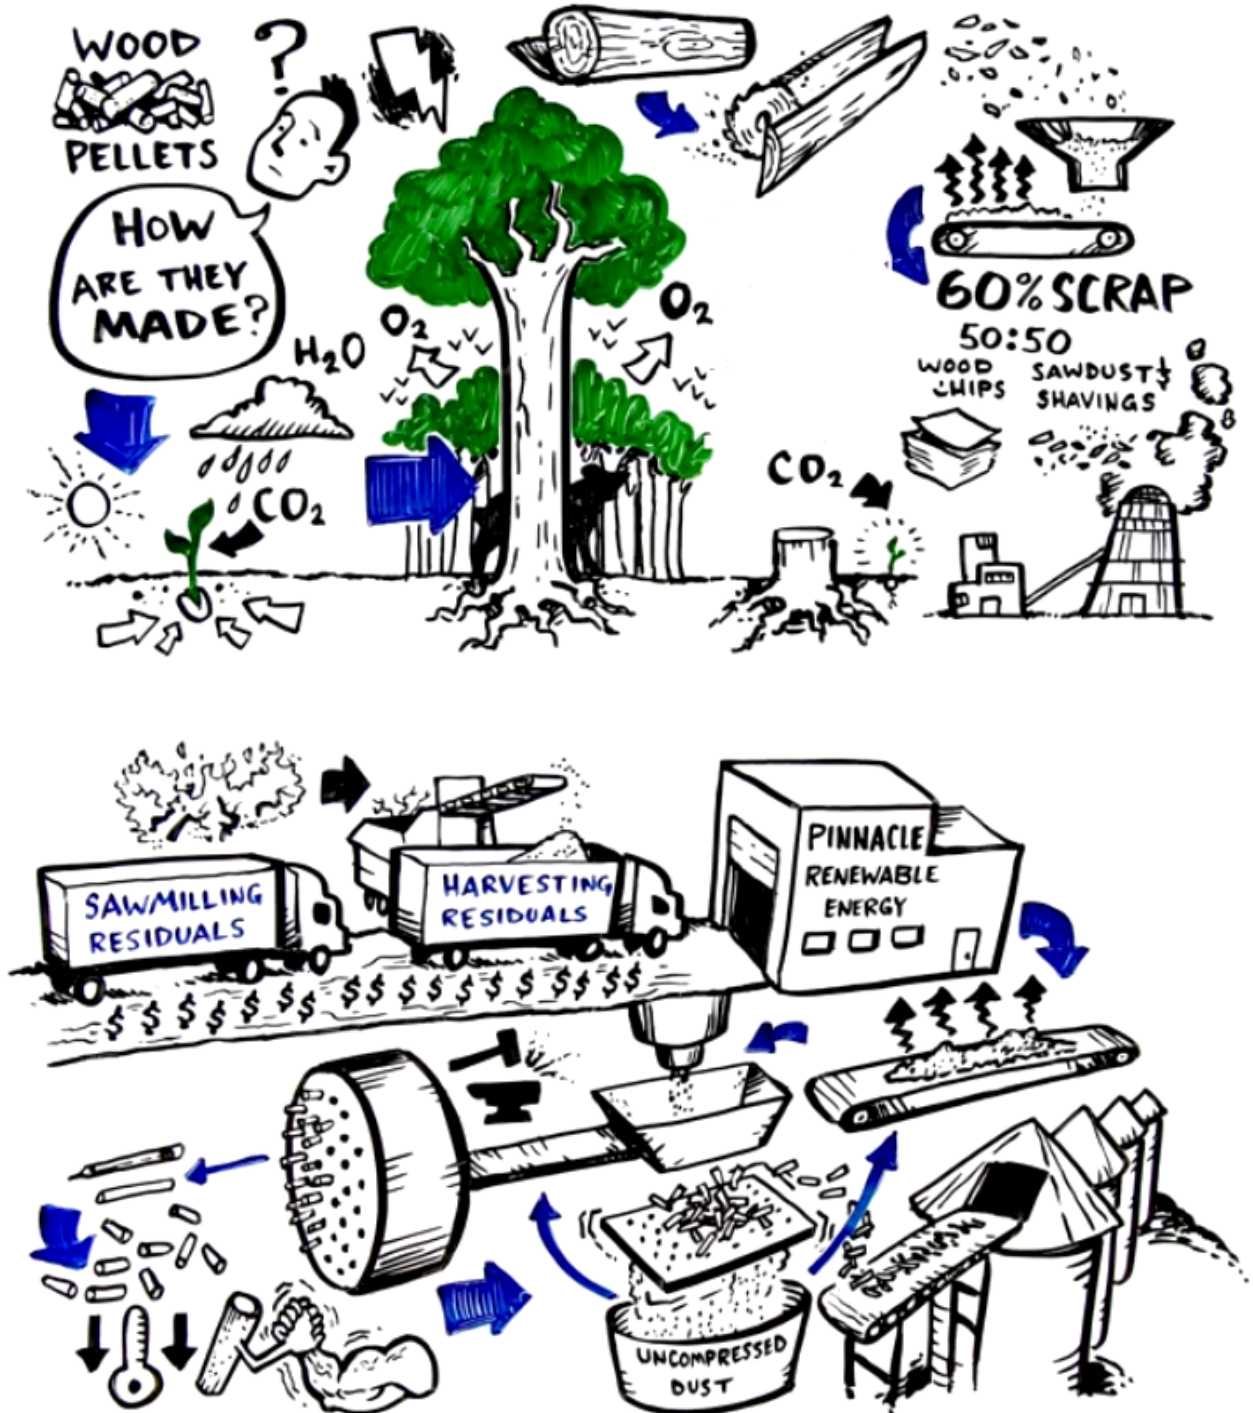 WOOD
PELLETS
?
HOW
ARE THEY
MADE?
H₂O
CO₂
O₂
O₂
CO₂
60% SCRAP
50:50
WOOD
CHIPS
SAWDUST &
SHAVINGS
SAWMILLING
RESIDUALS
HARVESTING
RESIDUALS
$ $ $ $ $ $ $ $ $ $ $ $ $ $ $ $ $ $
PINNACLE
RENEWABLE
ENERGY
UNCOMPRESSED
DUST